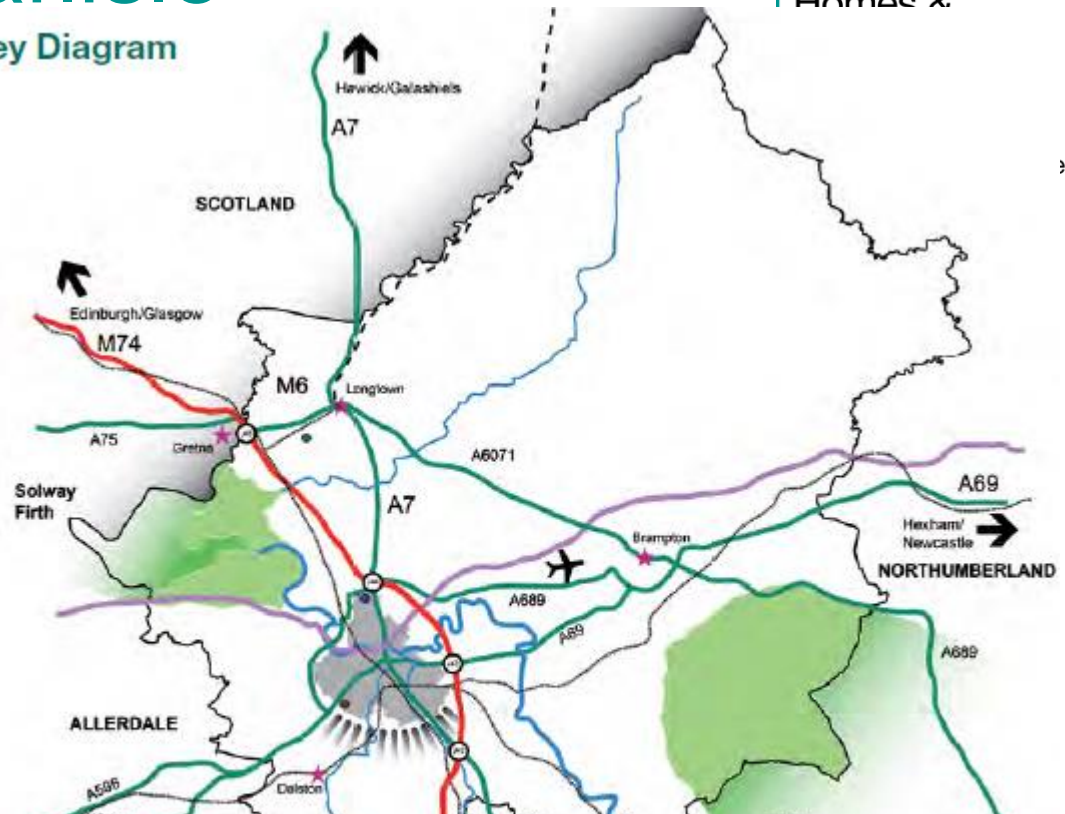 Homes &
ey Diagram
Hawick/Galashiels
A7
SCOTLAND
Edinburgh/Glasgow
M74
M6
Longtown
A75
Gretna
A6071
Solway
Firth
A7
A69
Hexham/
Newcastle
Brampton
NORTHUMBERLAND
A689
A69
A689
ALLERDALE
Dalston
A596